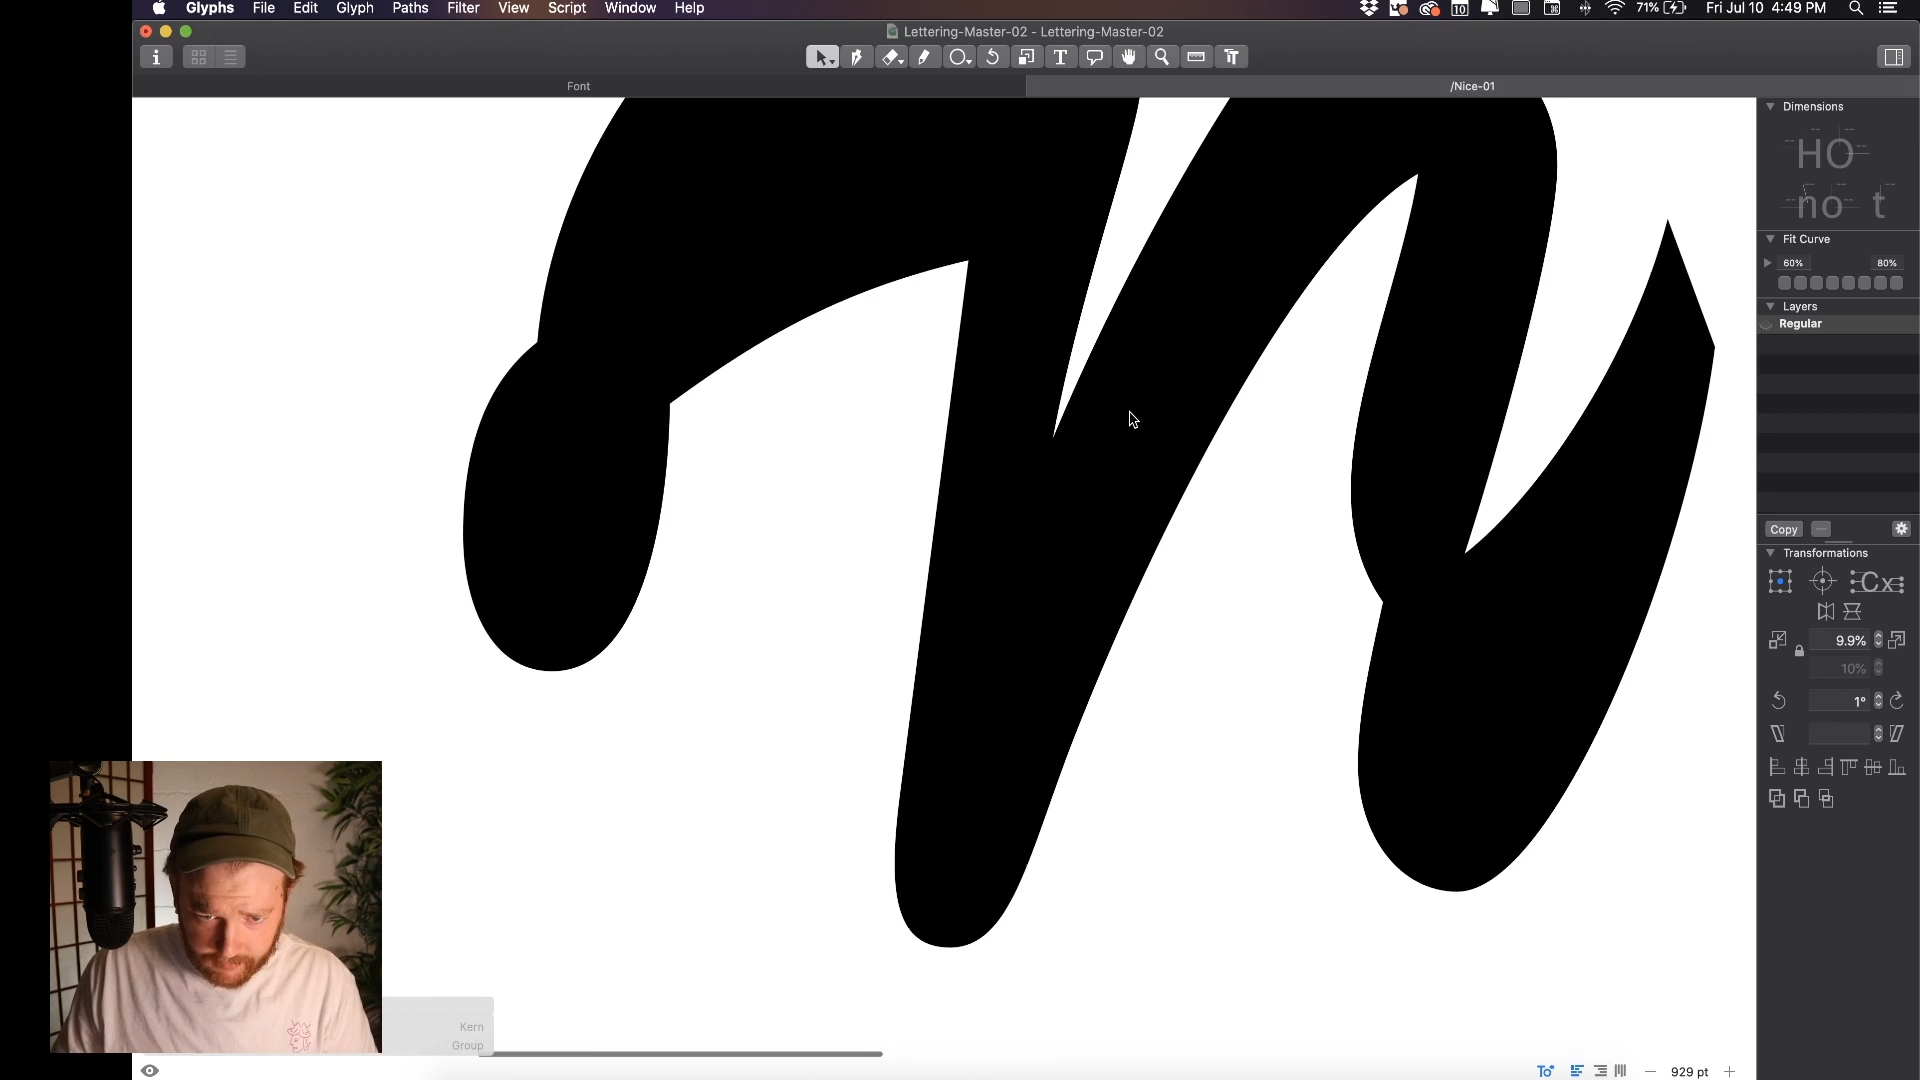 Glyphs File Edit Glyph Paths Filter View Script Window Help
10 71% Fri Jul 10 4:49 PM
Lettering-Master-02 - Lettering-Master-02
Font
/Nice-01
Dimensions
HO
no t
Fit Curve
60% 80%
Layers
Regular
Copy
Transformations
Cx
9.9%
10%
1°
Kern
Group
929 pt